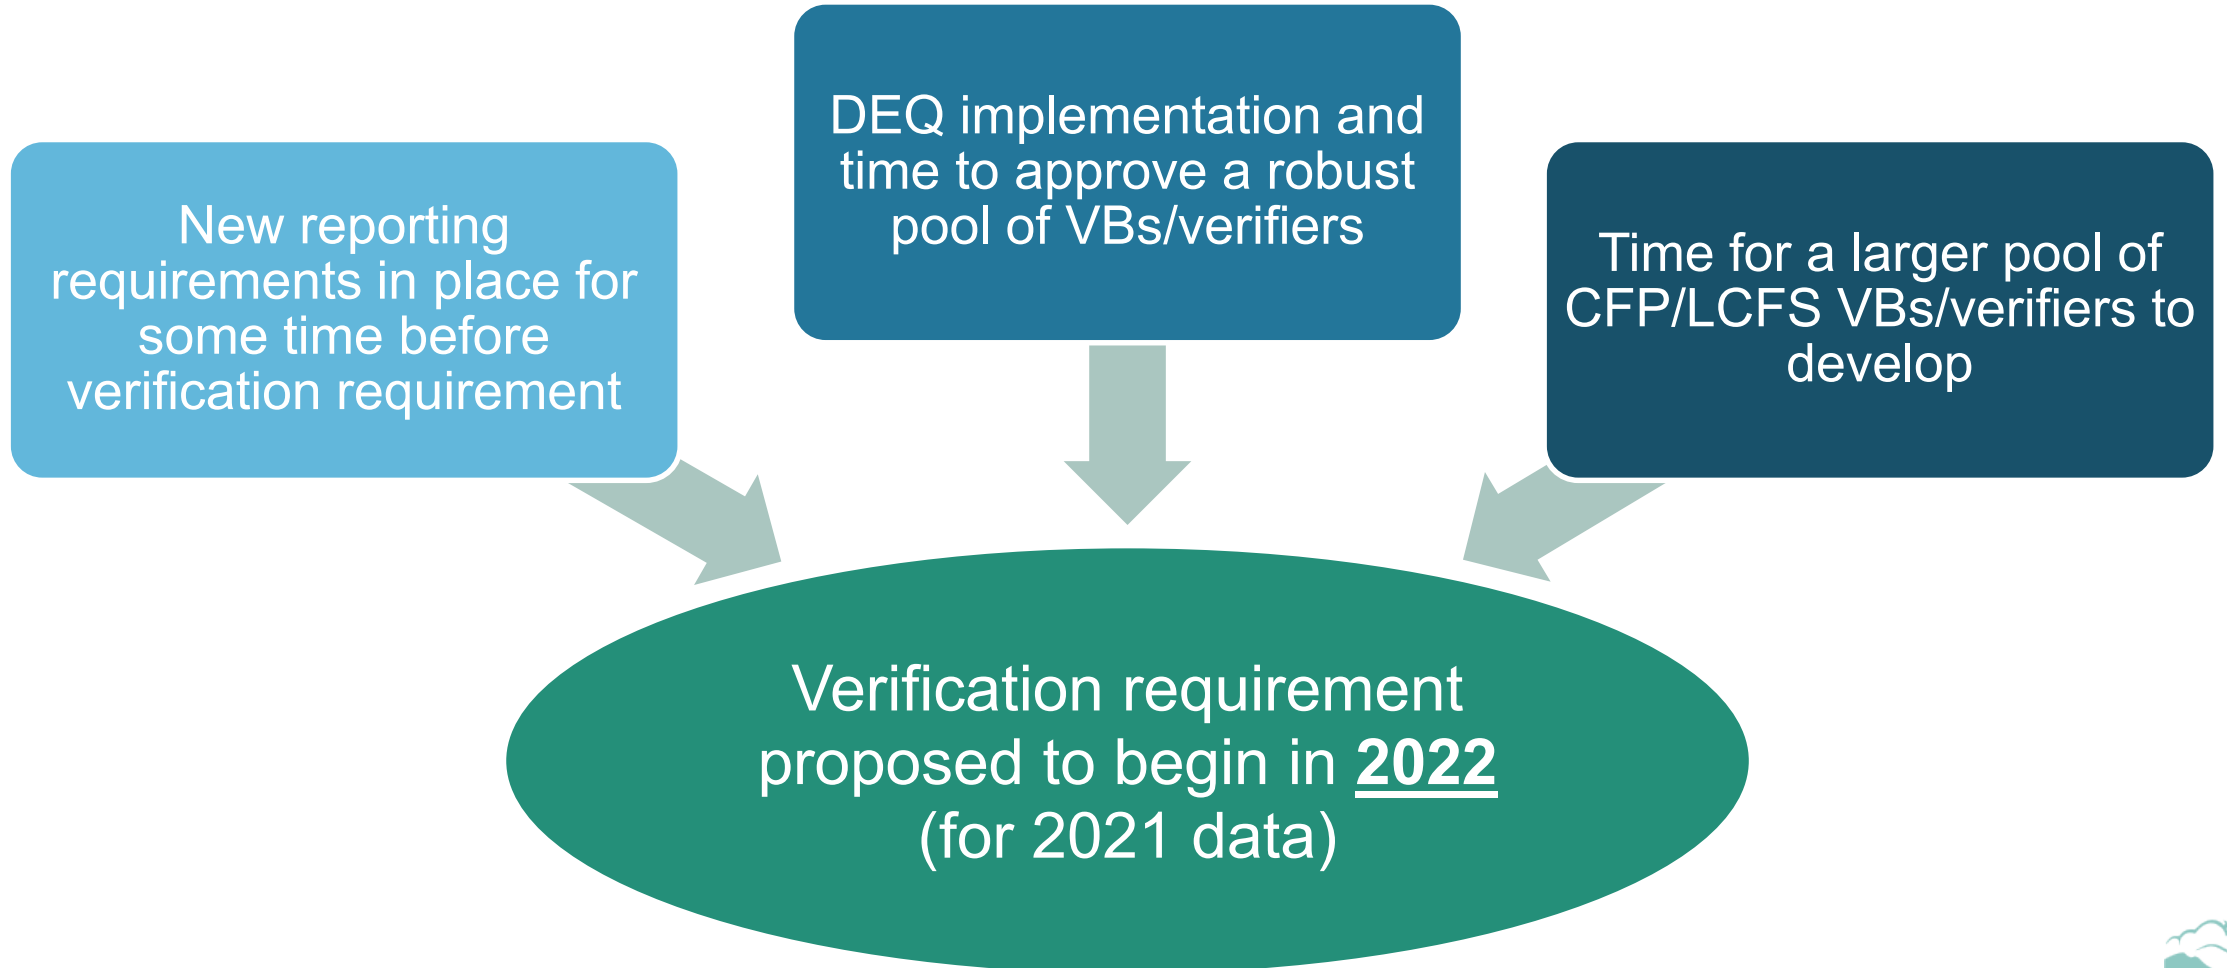 New reporting
requirements in place for
some time before
verification requirement
DEQ implementation and
time to approve a robust
pool of VBs/verifiers
Time for a larger pool of
CFP/LCFS VBs/verifiers to
develop
Verification requirement
proposed to begin in 2022
(for 2021 data)